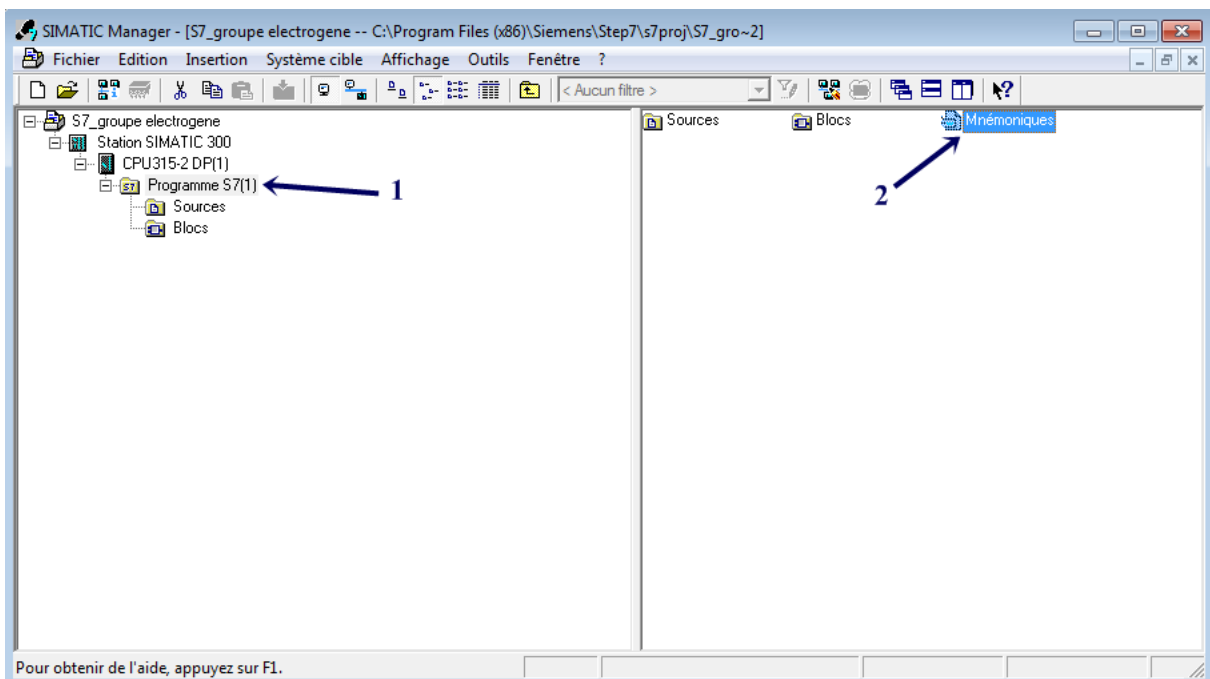 SIMATIC Manager - [S7_groupe electrogene -- C:\Program Files (x86)\Siemens\Step7\s7proj\S7_gro~2]
Fichier Edition Insertion Système cible Affichage Outils Fenêtre ?
< Aucun filtre >
S7_groupe electrogene
Station SIMATIC 300
CPU315-2 DP(1)
Programme S7(1)
Sources
Blocs
1
Sources Blocs Mnémoniques
2
Pour obtenir de l'aide, appuyez sur F1.